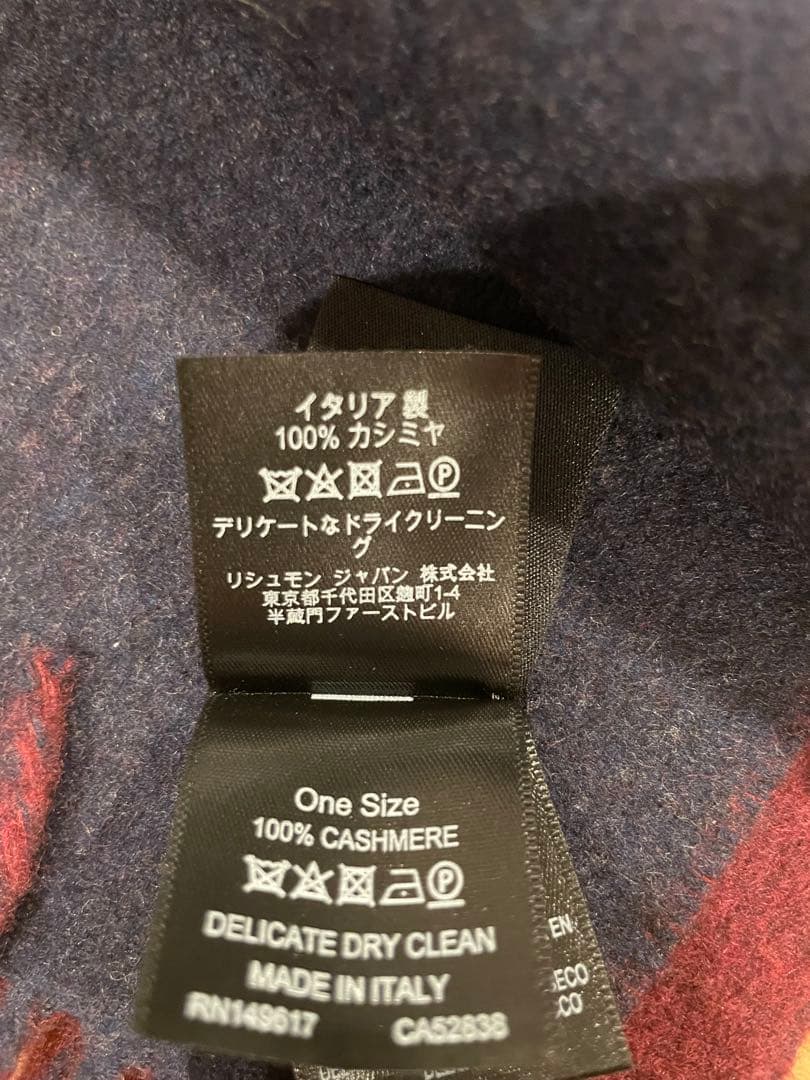 イタリア 製
100% カシミヤ
P
デリケートなドライクリーニン
グ
リシュモン ジャパン 株式会社
東京都千代田区麹町1-4
半蔵門ファーストビル
One Size
100% CASHMERE
P
DELICATE DRY CLEAN
MADE IN ITALY
RN149617 CA52838
EN
SECO
CO